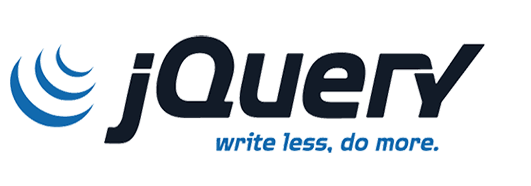 jQuery
write less, do more.